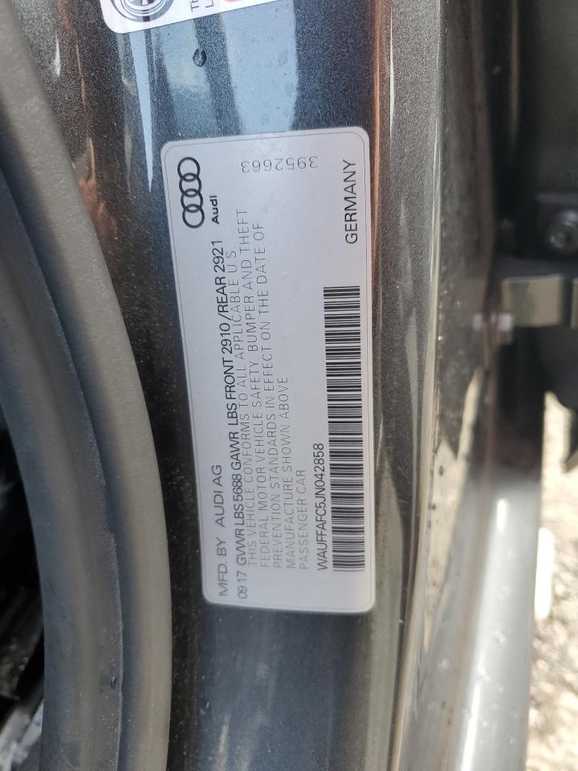 MFD. BY AUDI AG
3952663
Audi
09 17 GVWR LBS 5688 GAWR LBS FRONT 2910 / REAR 2921
THIS VEHICLE CONFORMS TO ALL APPLICABLE U S
FEDERAL MOTOR VEHICLE SAFETY, BUMPER AND THEFT
PREVENTION STANDARDS IN EFFECT ON THE DATE OF
MANUFACTURE SHOWN ABOVE
PASSENGER CAR
WAUFFAFC5JN042858
GERMANY